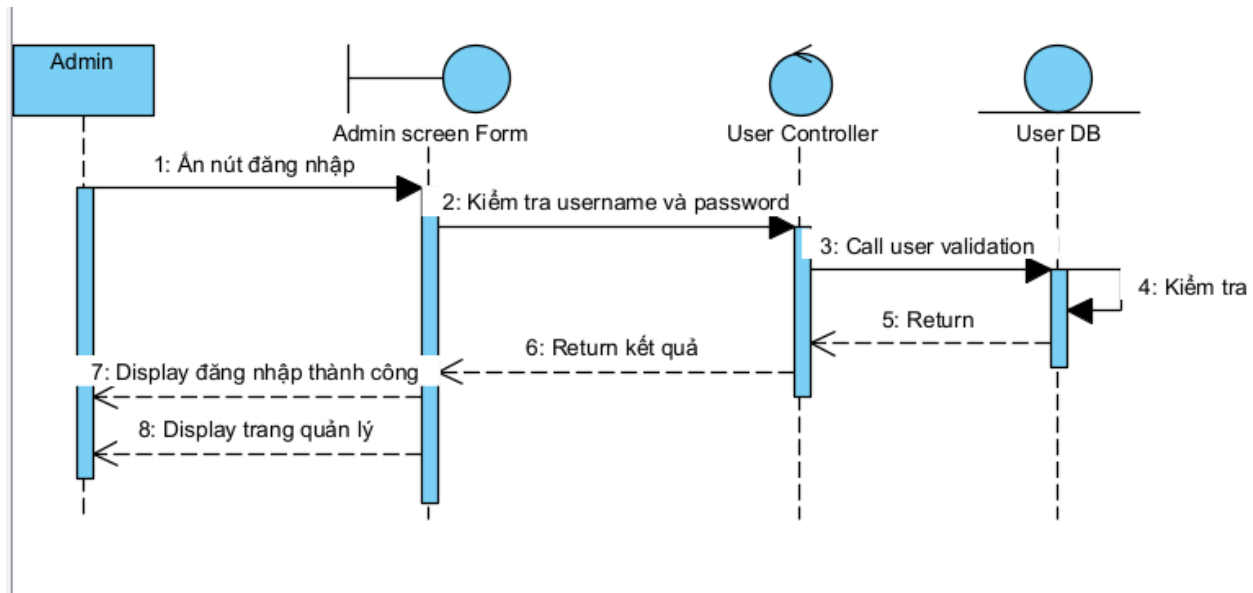 Admin
Admin screen Form
User Controller
User DB
1: Ấn nút đăng nhập
2: Kiểm tra username và password
3: Call user validation
4: Kiểm tra
5: Return
6: Return kết quả
7: Display đăng nhập thành công
8: Display trang quản lý